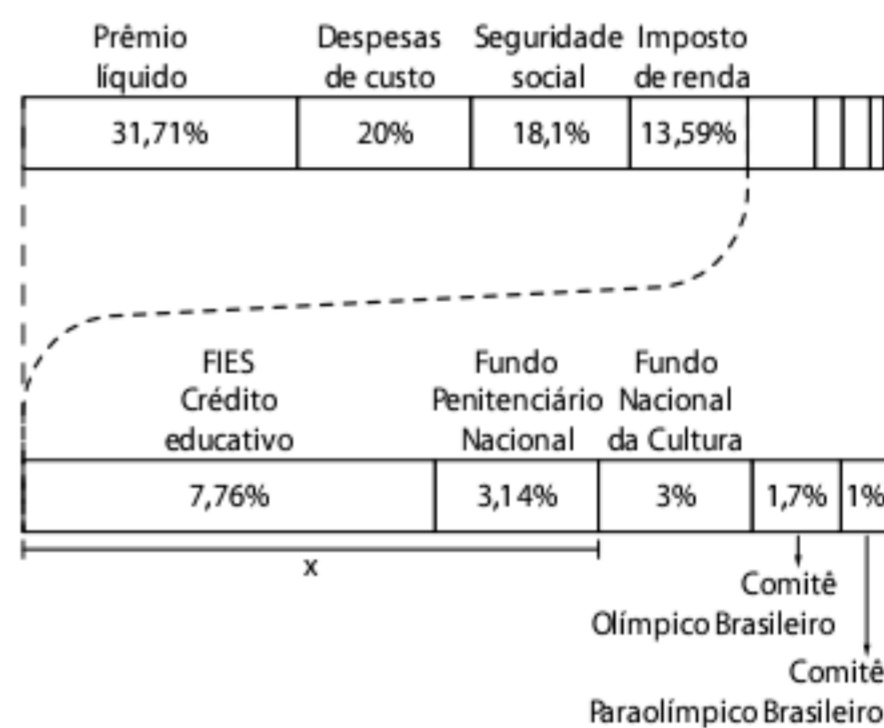 Prêmio líquido
Despesas de custo
Seguridade social
Imposto de renda
31,71%
20%
18,1%
13,59%
FIES Crédito educativo
Fundo Penitenciário Nacional
Fundo Nacional da Cultura
7,76%
3,14%
3%
1,7%
1%
x
Comitê
Olímpico Brasileiro
Comitê
Paraolímpico Brasileiro